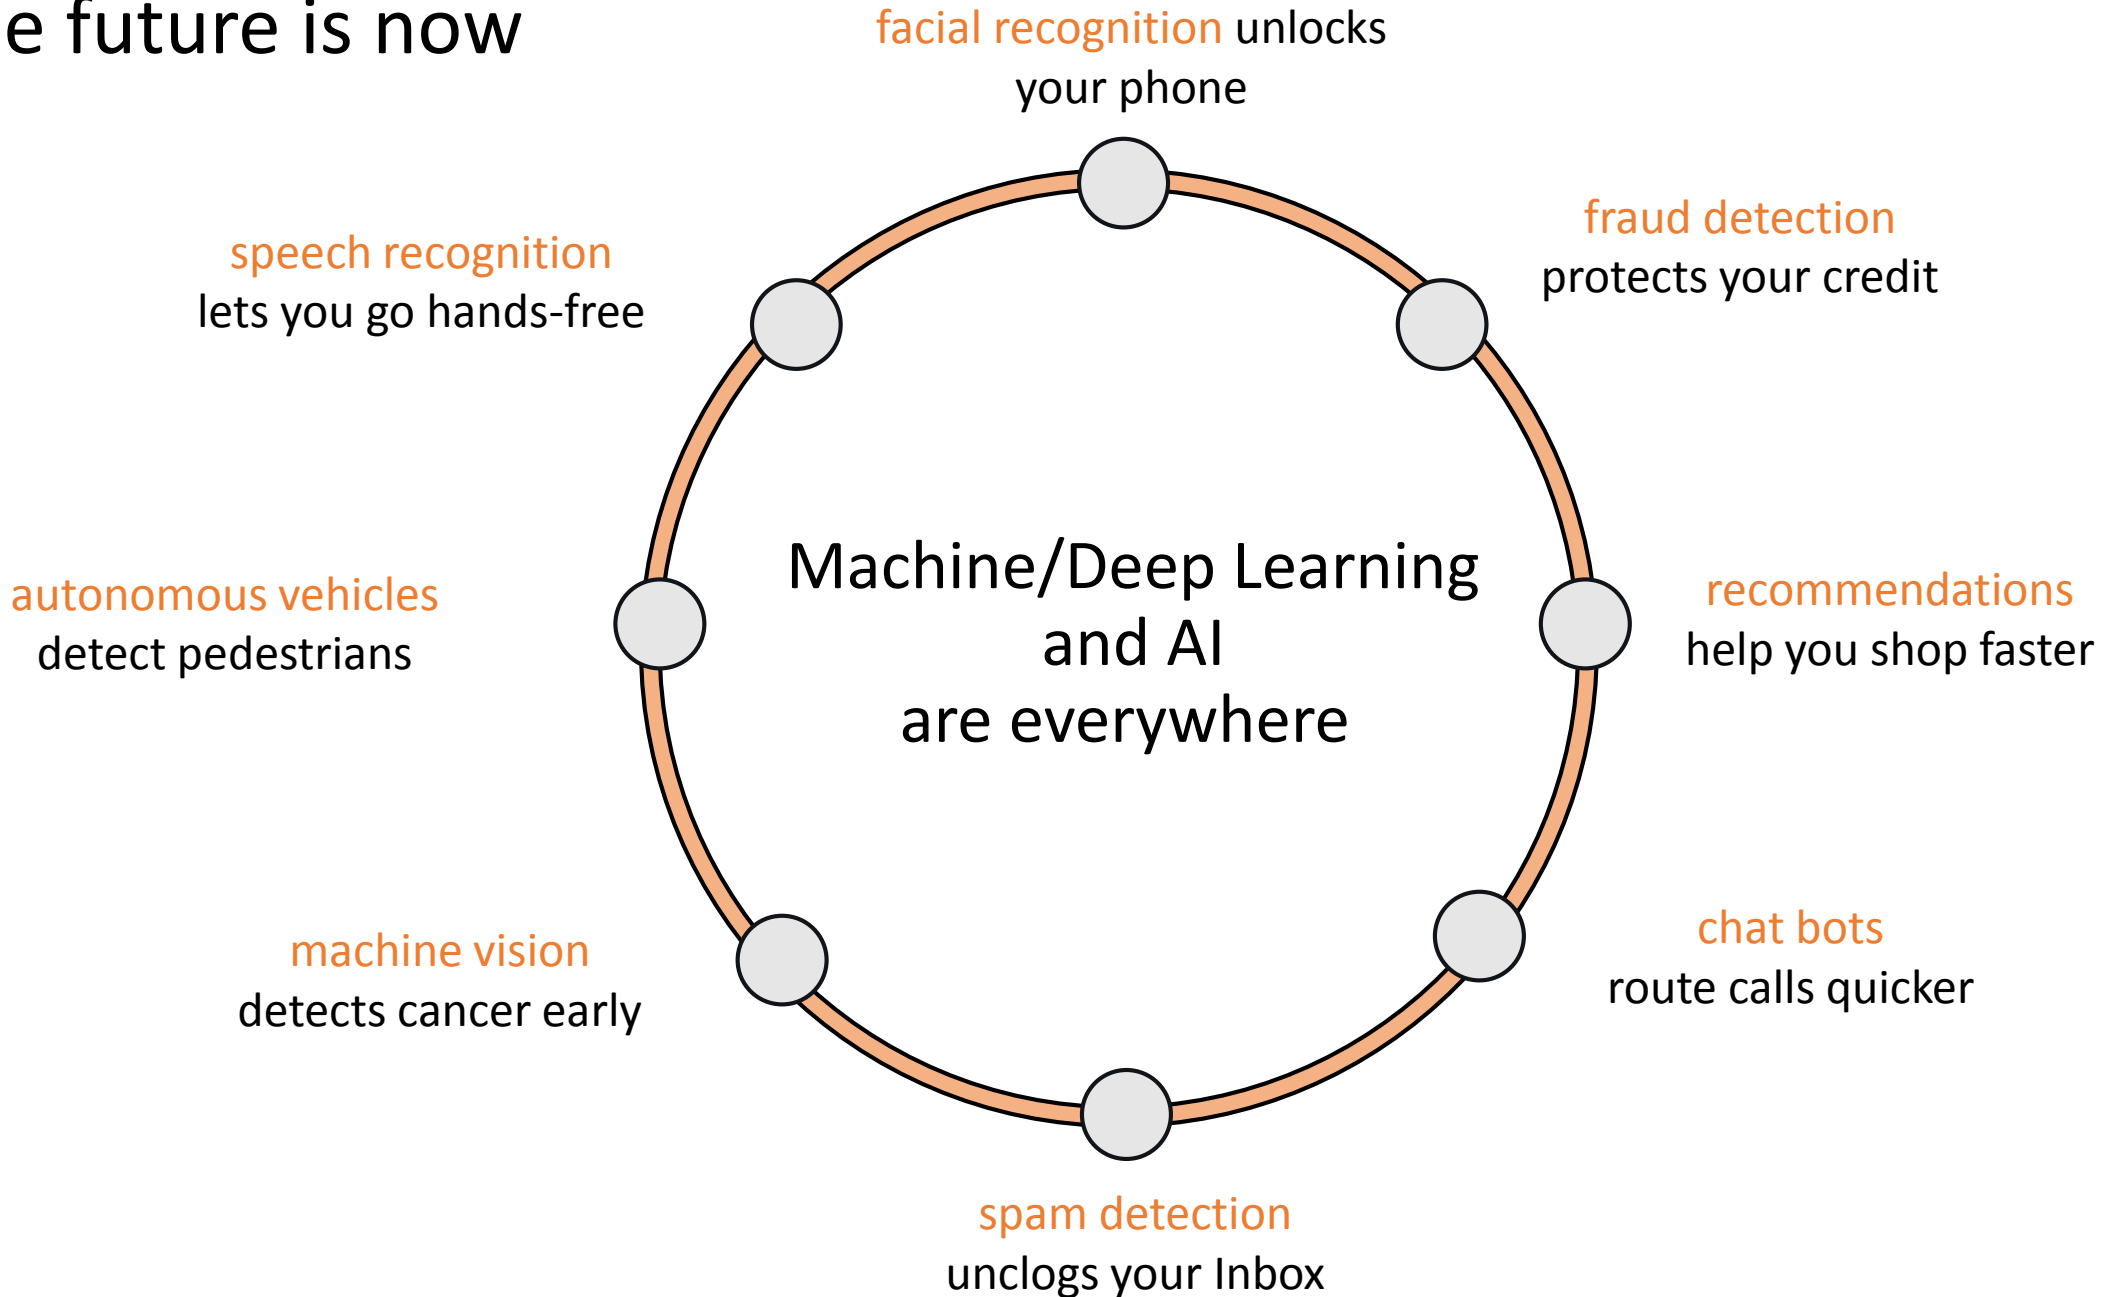 e future is now
facial recognition unlocks
your phone
fraud detection
protects your credit
speech recognition
lets you go hands-free
Machine/Deep Learning
and AI
are everywhere
autonomous vehicles
detect pedestrians
recommendations
help you shop faster
machine vision
detects cancer early
chat bots
route calls quicker
spam detection
unclogs your Inbox